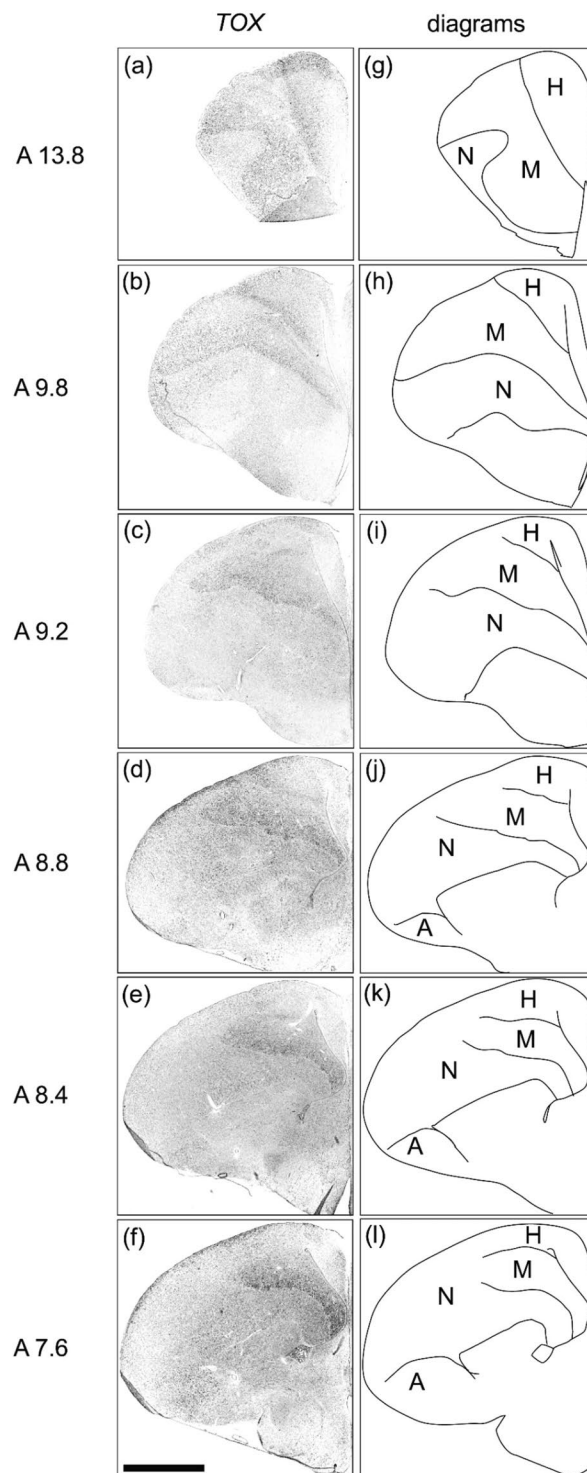 TOX diagrams
(a) (g) H
A 13.8 N M
(b) (h) H
M
A 9.8 N
(c) (i) H
M
A 9.2 N
(d) (j) H
M
A 8.8 N
A
(e) (k) H
M
A 8.4 N
A
(f) (l) H
M
N
A 7.6 A